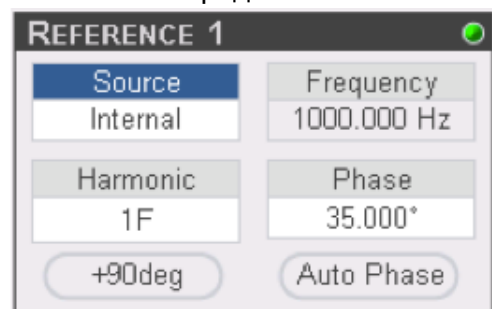 REFERENCE 1
Source Frequency
Internal 1000.000 Hz
Harmonic Phase
1F 35.000°
+90deg Auto Phase